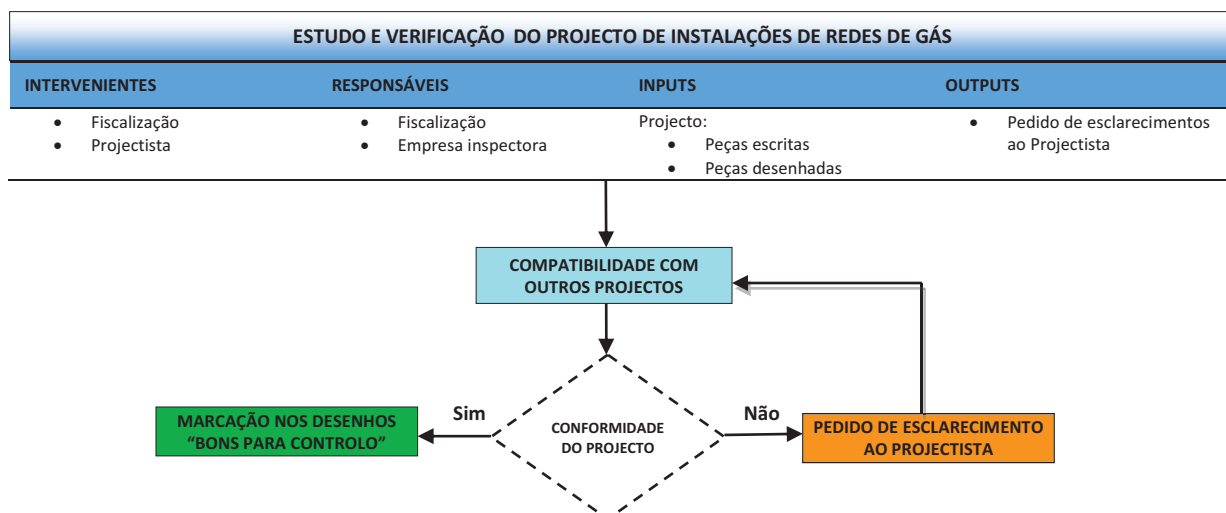 ESTUDO E VERIFICAÇÃO DO PROJECTO DE INSTALAÇÕES DE REDES DE GÁS
INTERVENIENTES
RESPONSÁVEIS
INPUTS
OUTPUTS
• Fiscalização
• Projectista
• Fiscalização
• Empresa inspectora
Projecto:
• Peças escritas
• Peças desenhadas
• Pedido de esclarecimentos
ao Projectista
COMPATIBILIDADE COM
OUTROS PROJECTOS
CONFORMIDADE
DO PROJECTO
Sim
MARCAÇÃO NOS DESENHOS
“BONS PARA CONTROLO”
Não
PEDIDO DE ESCLARECIMENTO
AO PROJECTISTA